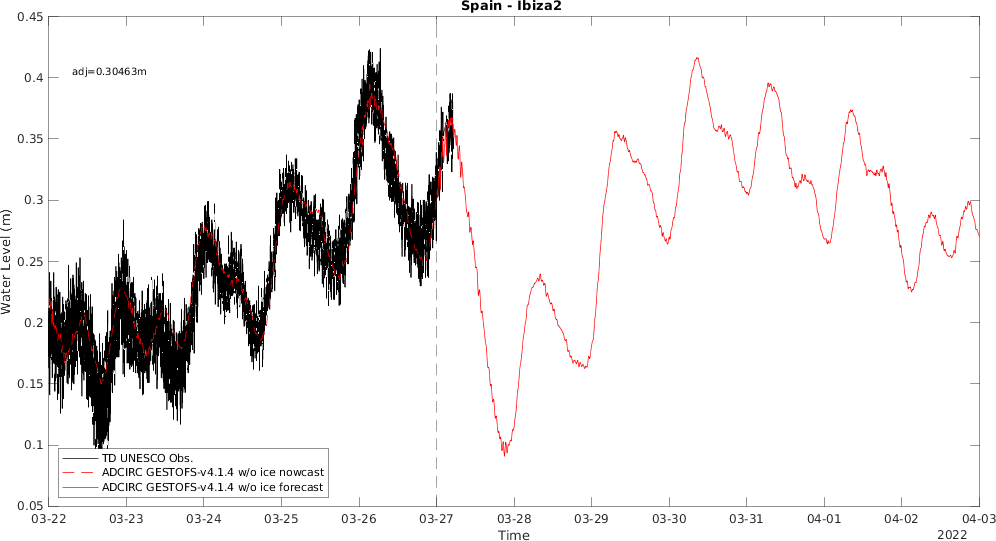 Spain - Ibiza2
0.45
0.4
0.35
0.3
0.25
0.2
0.15
0.1
0.05
Water Level (m)
adj=0.30463m
TD UNESCO Obs.
ADCIRC GESTOFS-v4.1.4 w/o ice nowcast
ADCIRC GESTOFS-v4.1.4 w/o ice forecast
03-22 03-23 03-24 03-25 03-26 03-27 03-28 03-29 03-30 03-31 04-01 04-02 04-03
Time
2022